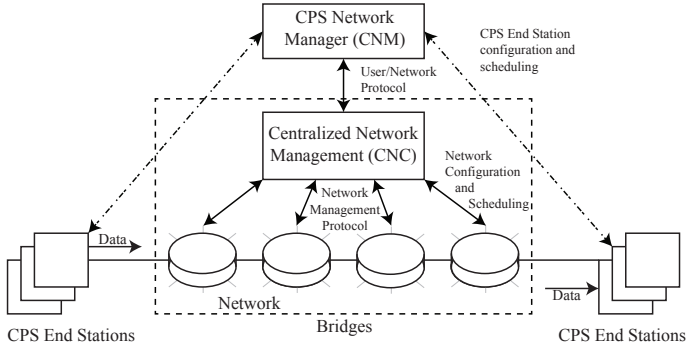 CPS Network
Manager (CNM)
CPS End Station
configuration and
scheduling
User/Network
Protocol
Centralized Network
Management (CNC)
Network
Configuration
and
Scheduling
Network
Management
Protocol
Data
Network
Data
Bridges
CPS End Stations
CPS End Stations